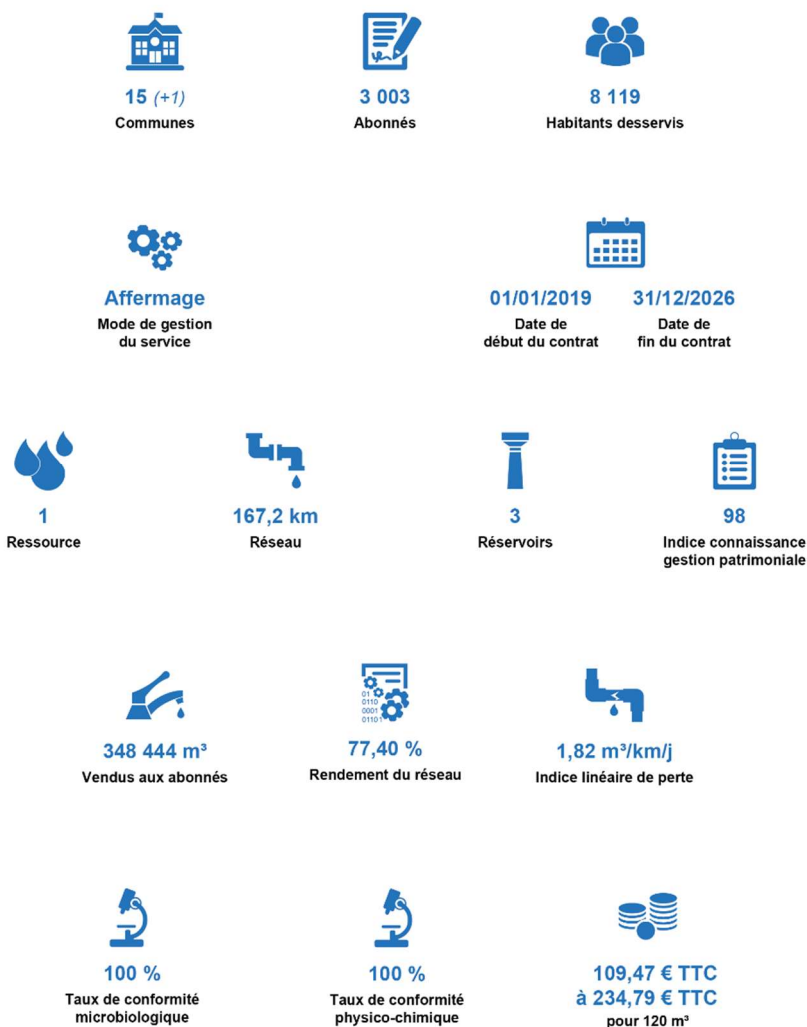 15 (+1)
Communes
3 003
Abonnés
8 119
Habitants desservis
Affermage
Mode de gestion
du service
01/01/2019
Date de
début du contrat
31/12/2026
Date de
fin du contrat
1
Ressource
167,2 km
Réseau
3
Réservoirs
98
Indice connaissance
gestion patrimoniale
348 444 m³
Vendus aux abonnés
01
0110
0001
01101
77,40 %
Rendement du réseau
1,82 m³/km/j
Indice linéaire de perte
100 %
Taux de conformité
microbiologique
100 %
Taux de conformité
physico-chimique
109,47 € TTC
à 234,79 € TTC
pour 120 m³